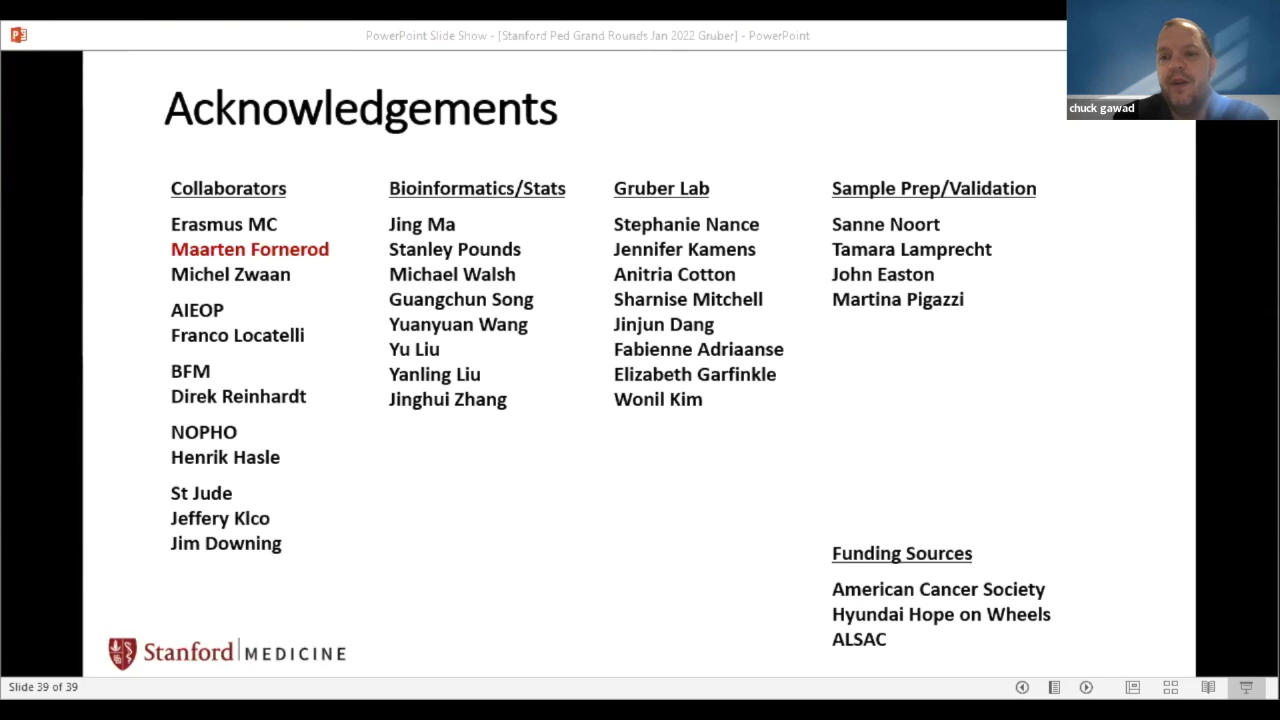 PowerPoint Slide Show - [Stanford Ped Grand Rounds Jan 2022 Gruber] - PowerPoint
chuck gawad
Acknowledgements
Collaborators
Erasmus MC
Maarten Fornerod
Michel Zwaan
AIEOP
Franco Locatelli
BFM
Direk Reinhardt
NOPHO
Henrik Hasle
St Jude
Jeffery Klco
Jim Downing
Bioinformatics/Stats
Jing Ma
Stanley Pounds
Michael Walsh
Guangchun Song
Yuanyuan Wang
Yu Liu
Yanling Liu
Jinghui Zhang
Gruber Lab
Stephanie Nance
Jennifer Kamens
Anitria Cotton
Sharnise Mitchell
Jinjun Dang
Fabienne Adriaanse
Elizabeth Garfinkle
Wonil Kim
Sample Prep/Validation
Sanne Noort
Tamara Lamprecht
John Easton
Martina Pigazzi
Funding Sources
American Cancer Society
Hyundai Hope on Wheels
ALSAC
Stanford MEDICINE
Slide 39 of 39